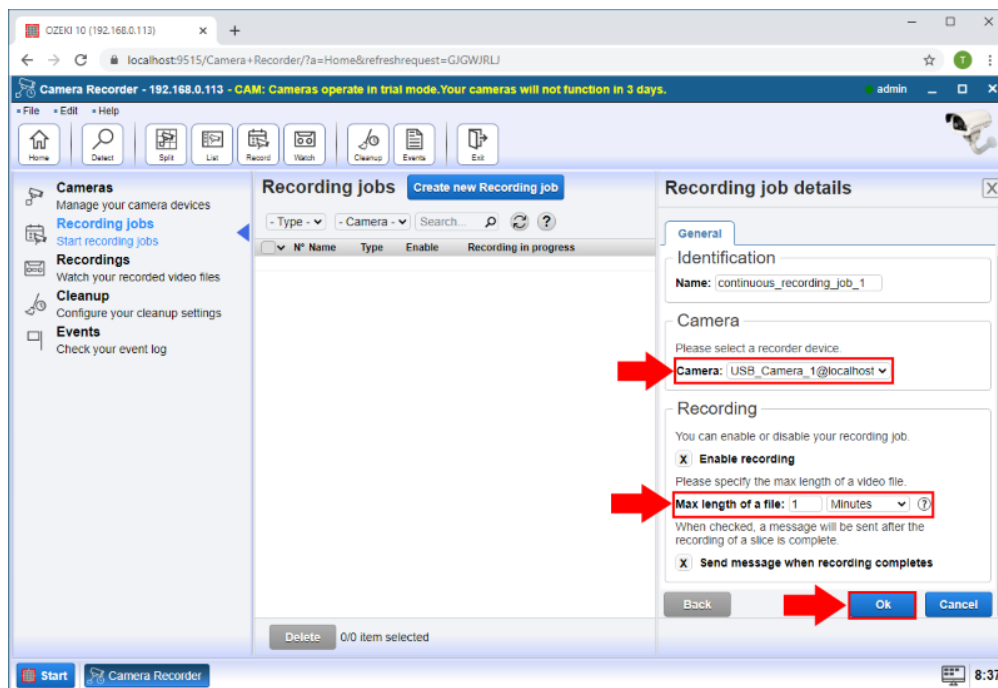 OZEKI 10 (192.168.0.113)
localhost:9515/Camera+Recorder/?a=Home&refreshrequest=GJGWJRLJ
T
Camera Recorder - 192.168.0.113 - CAM: Cameras operate in trial mode.Your cameras will not function in 3 days.
admin
File Edit Help
Home Detect Split List Record Watch Cleanup Events Exit
Cameras
Manage your camera devices
Recording jobs
Start recording jobs
Recordings
Watch your recorded video files
Cleanup
Configure your cleanup settings
Events
Check your event log
Recording jobs Create new Recording job
- Type - - Camera - Search... ?
N° Name Type Enable Recording in progress
Delete 0/0 item selected
Recording job details X
General
Identification
Name: continuous_recording_job_1
Camera
Please select a recorder device.
Camera: USB_Camera_1@localhost
Recording
You can enable or disable your recording job.
X Enable recording
Please specify the max length of a video file.
Max length of a file: 1 Minutes ?
When checked, a message will be sent after the
recording of a slice is complete.
X Send message when recording completes
Back Ok Cancel
Start Camera Recorder 8:37